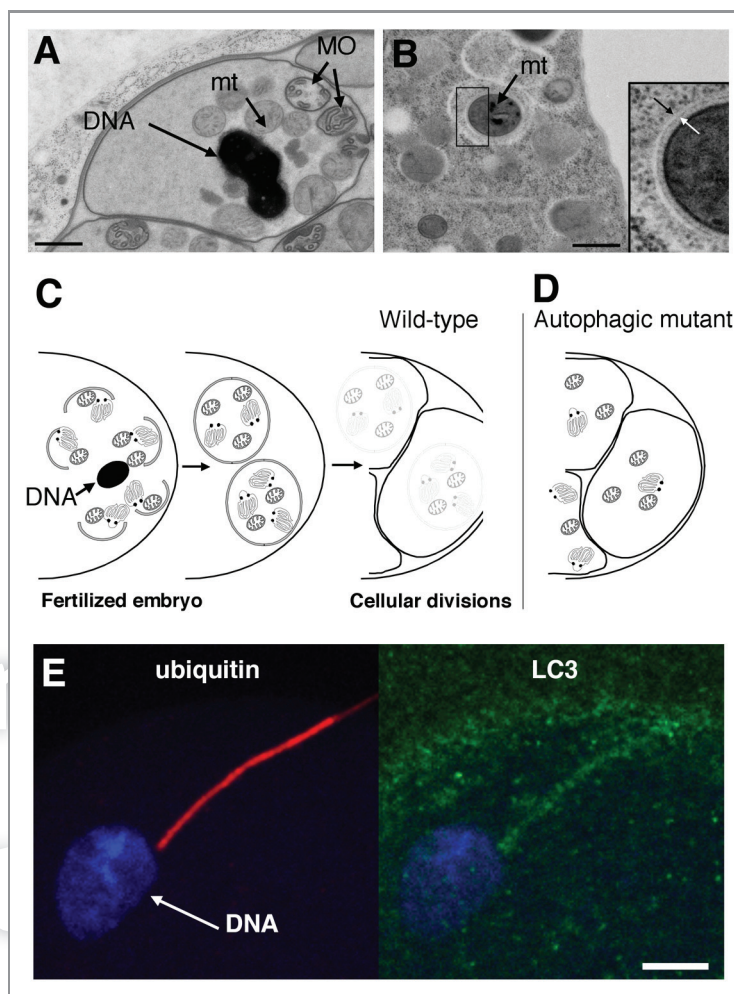 A
MO
mt
DNA
B
mt
C
D
Wild-type
Autophagic mutant
DNA
Fertilized embryo
Cellular divisions
E
ubiquitin
LC3
DNA